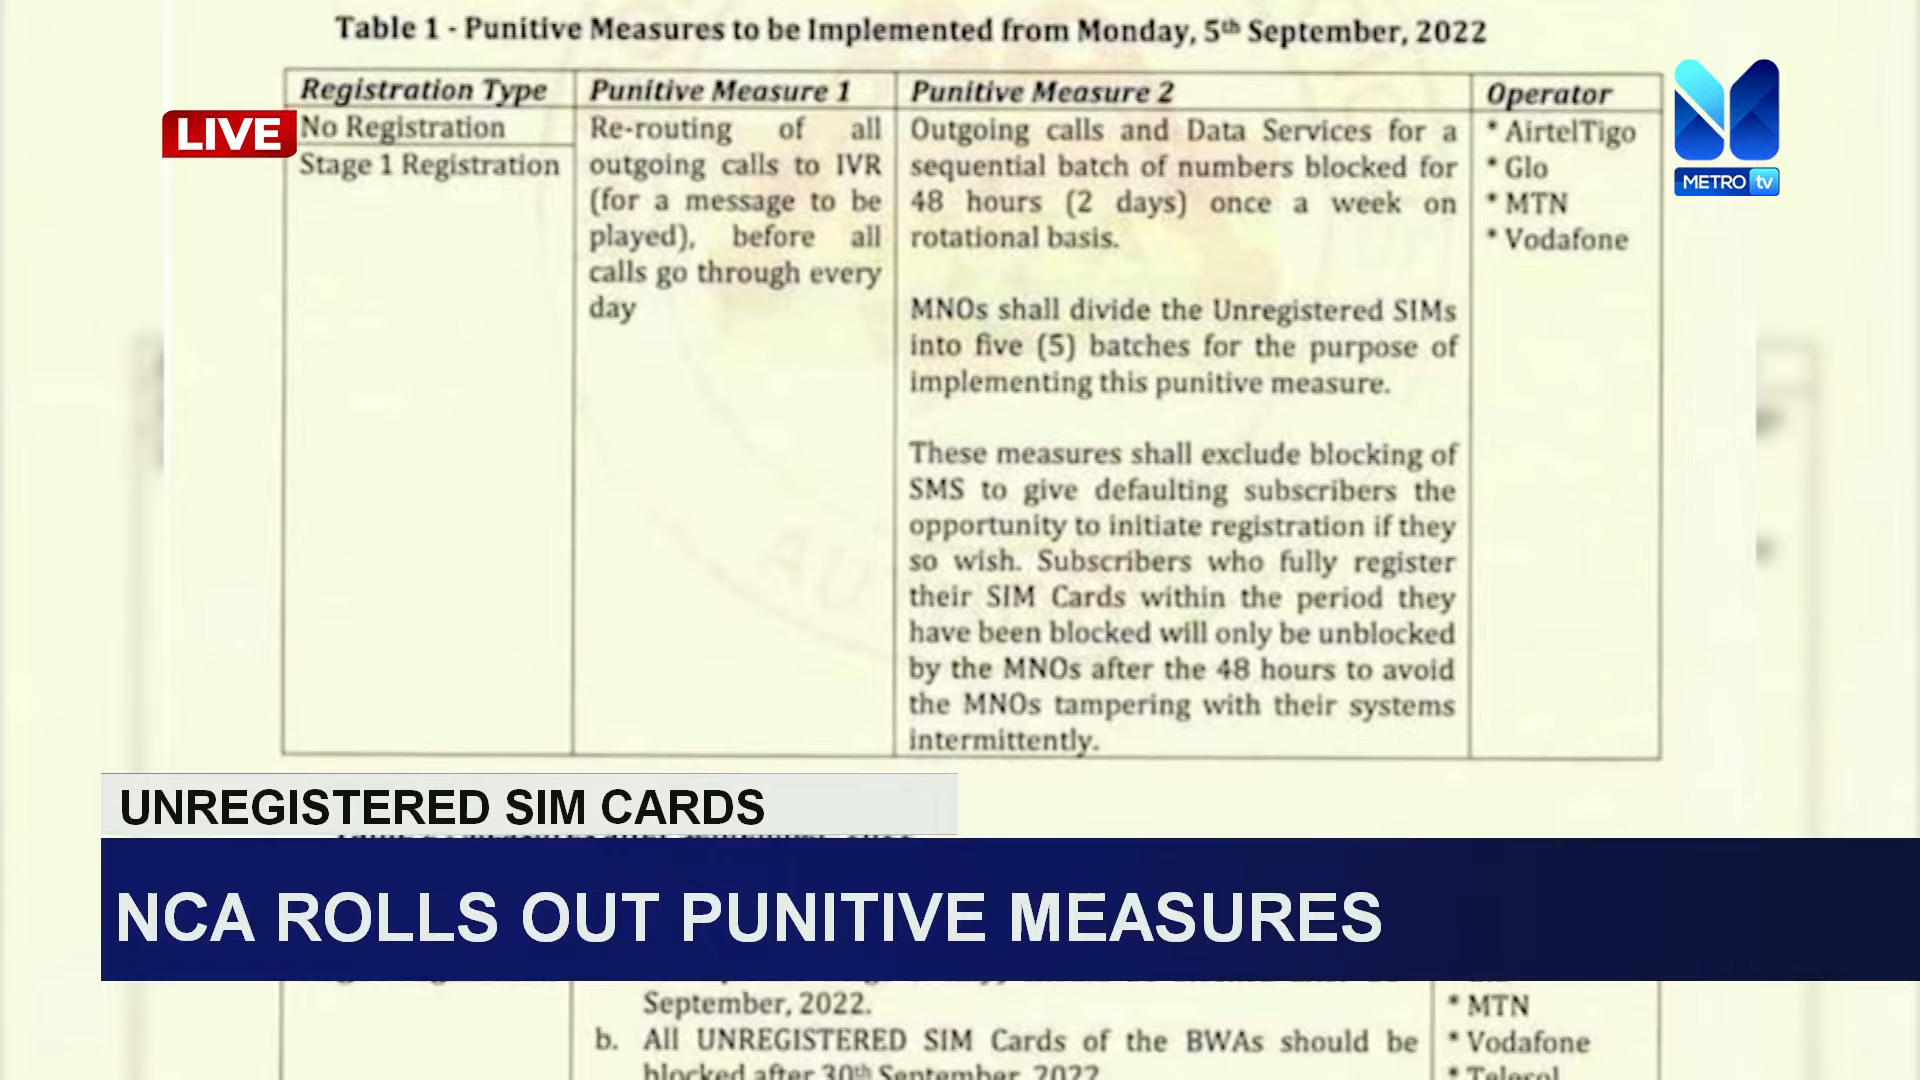 Table 1 - Punitive Measures to be Implemented from Monday, 5th September, 2022
Registration Type
Punitive Measure 1
Punitive Measure 2
Operator
LIVE
No Registration
Stage 1 Registration
Re-routing of all
outgoing calls to IVR
(for a message to be
played), before all
calls go through every
day
Outgoing calls and Data Services for a
sequential batch of numbers blocked for
48 hours (2 days) once a week on
rotational basis.
MNOs shall divide the Unregistered SIMs
into five (5) batches for the purpose of
implementing this punitive measure.
These measures shall exclude blocking of
SMS to give defaulting subscribers the
opportunity to initiate registration if they
so wish. Subscribers who fully register
their SIM Cards within the period they
have been blocked will only be unblocked
by the MNOs after the 48 hours to avoid
the MNOs tampering with their systems
intermittently.
* AirtelTigo
* Glo
* MTN
* Vodafone
METRO tv
UNREGISTERED SIM CARDS
NCA ROLLS OUT PUNITIVE MEASURES
September, 2022.
b. All UNREGISTERED SIM Cards of the BWAs should be
blocked after 30th September, 2022
* MTN
* Vodafone
* Telesol